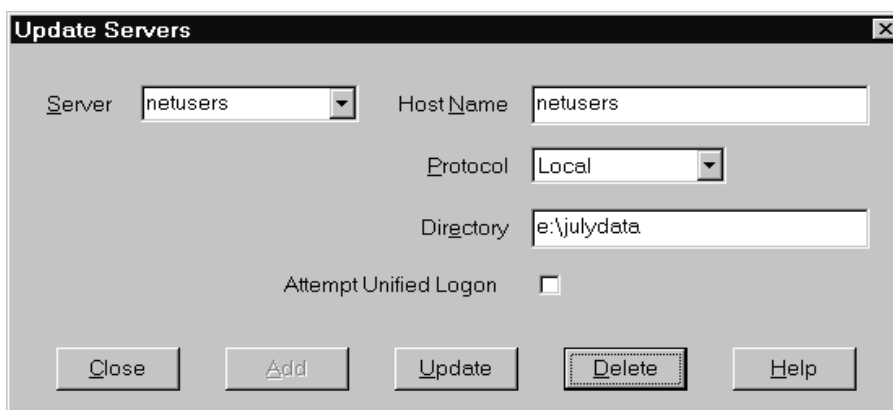 Update Servers
Server netusers Host Name netusers
Protocol Local
Directory e:\julydata
Attempt Unified Logon
Close Add Update Delete Help